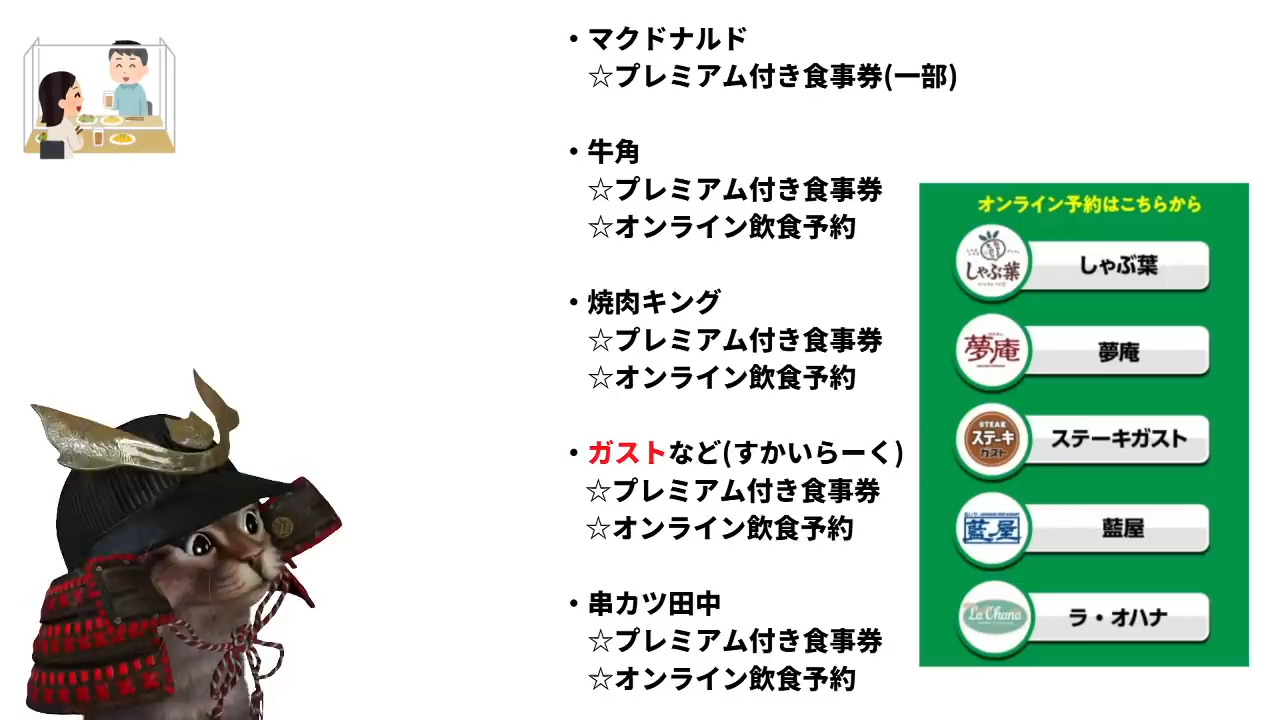 ・マクドナルド
☆プレミアム付き食事券(一部)
・牛角
☆プレミアム付き食事券
☆オンライン飲食予約
・焼肉キング
☆プレミアム付き食事券
☆オンライン飲食予約
・ガストなど(すかいらーく)
☆プレミアム付き食事券
☆オンライン飲食予約
・串カツ田中
☆プレミアム付き食事券
☆オンライン飲食予約
オンライン予約はこちらから
しゃぶ葉
しゃぶ葉
夢庵
夢庵
STEAK
ステーキ
ガスト
ステーキガスト
藍屋
藍屋
La Ohana
ラ・オハナ